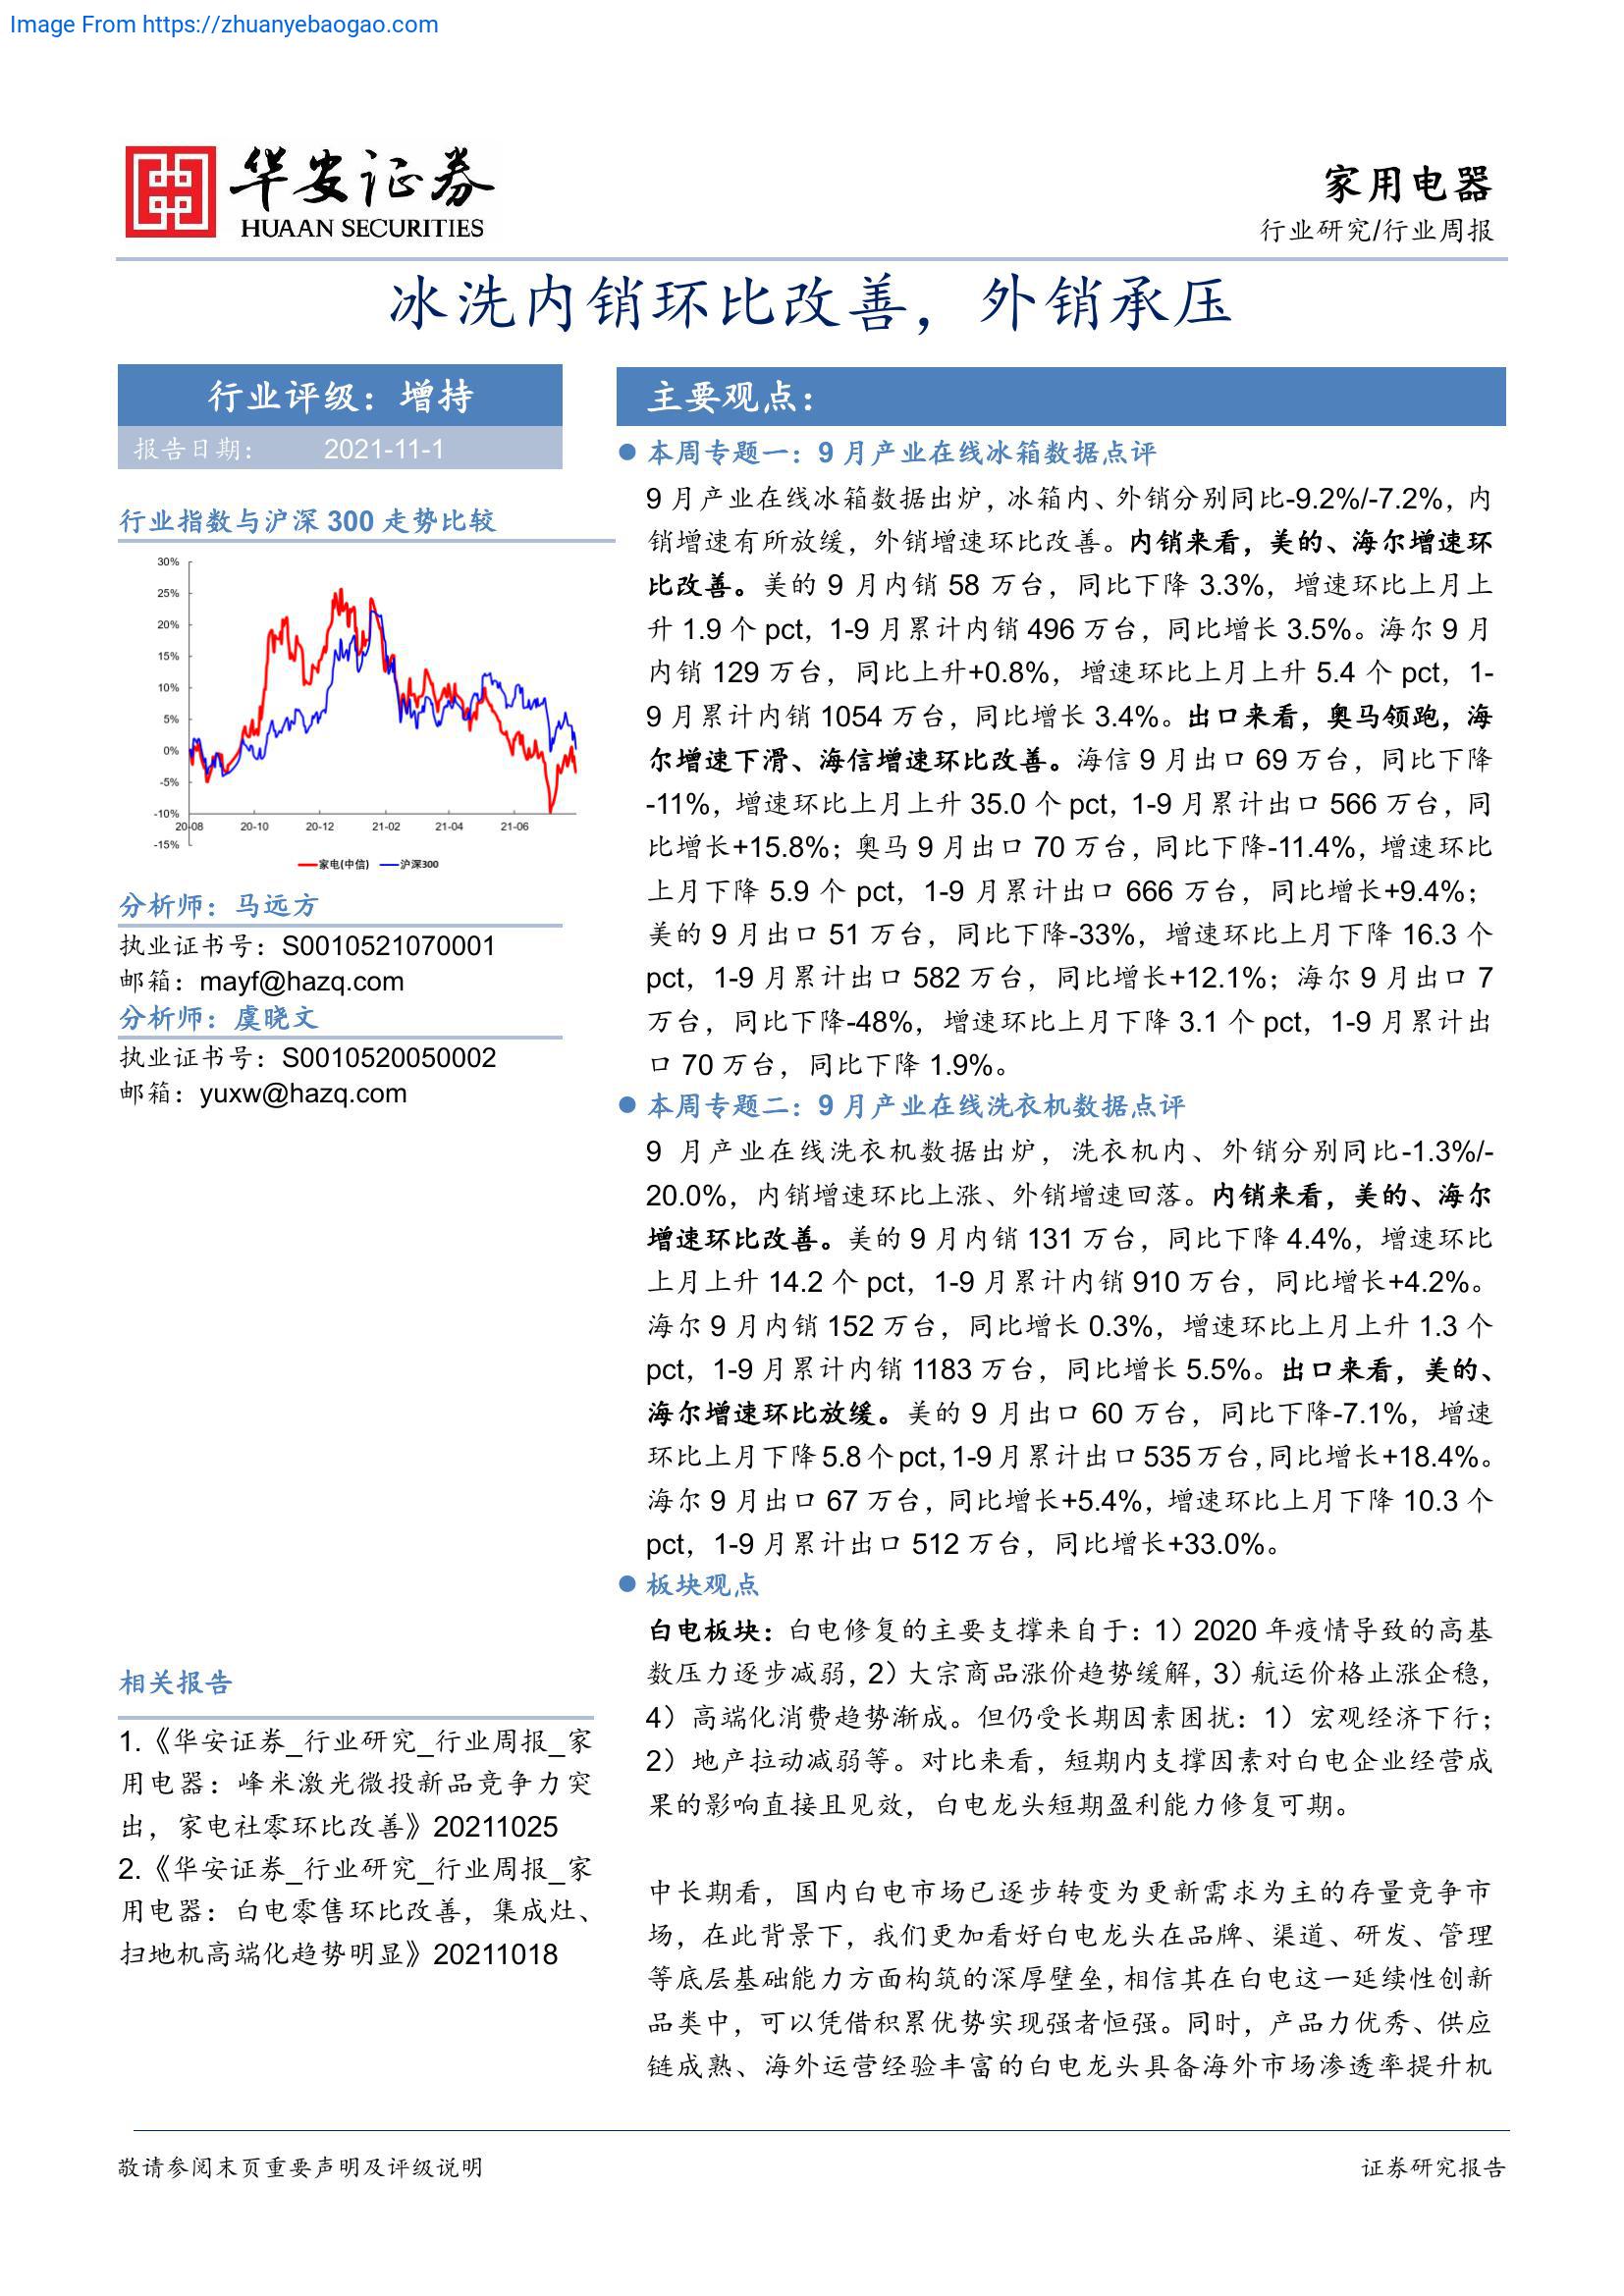 Image From https://zhuanyebaogao.com
华安证券
HUAAN SECURITIES
家用电器
行业研究/行业周报
冰洗内销环比改善，外销承压
行业评级：增持
报告日期： 2021-11-1
行业指数与沪深 300 走势比较
30%
25%
20%
15%
10%
5%
0%
-5%
-10%
-15%
20-08 20-10 20-12 21-02 21-04 21-06
家电(中信) 沪深300
分析师：马远方
执业证书号：S0010521070001
邮箱：mayf@hazq.com
分析师：虞晓文
执业证书号：S0010520050002
邮箱：yuxw@hazq.com
相关报告
1.《华安证券_行业研究_行业周报_家
用电器：峰米激光微投新品竞争力突
出，家电社零环比改善》20211025
2.《华安证券_行业研究_行业周报_家
用电器：白电零售环比改善，集成灶、
扫地机高端化趋势明显》20211018
主要观点：
本周专题一：9 月产业在线冰箱数据点评
9 月产业在线冰箱数据出炉，冰箱内、外销分别同比-9.2%/-7.2%，内
销增速有所放缓，外销增速环比改善。内销来看，美的、海尔增速环
比改善。美的 9 月内销 58 万台，同比下降 3.3%，增速环比上月上
升 1.9 个 pct，1-9 月累计内销 496 万台，同比增长 3.5%。海尔 9 月
内销 129 万台，同比上升+0.8%，增速环比上月上升 5.4 个 pct，1-
9 月累计内销 1054 万台，同比增长 3.4%。出口来看，奥马领跑，海
尔增速下滑、海信增速环比改善。海信 9 月出口 69 万台，同比下降
-11%，增速环比上月上升 35.0 个 pct，1-9 月累计出口 566 万台，同
比增长+15.8%；奥马 9 月出口 70 万台，同比下降-11.4%，增速环比
上月下降 5.9 个 pct，1-9 月累计出口 666 万台，同比增长+9.4%；
美的 9 月出口 51 万台，同比下降-33%，增速环比上月下降 16.3 个
pct，1-9 月累计出口 582 万台，同比增长+12.1%；海尔 9 月出口 7
万台，同比下降-48%，增速环比上月下降 3.1 个 pct，1-9 月累计出
口 70 万台，同比下降 1.9%。
本周专题二：9 月产业在线洗衣机数据点评
9 月产业在线洗衣机数据出炉，洗衣机内、外销分别同比-1.3%/-
20.0%，内销增速环比上涨、外销增速回落。内销来看，美的、海尔
增速环比改善。美的 9 月内销 131 万台，同比下降 4.4%，增速环比
上月上升 14.2 个 pct，1-9 月累计内销 910 万台，同比增长+4.2%。
海尔 9 月内销 152 万台，同比增长 0.3%，增速环比上月上升 1.3 个
pct，1-9 月累计内销 1183 万台，同比增长 5.5%。出口来看，美的、
海尔增速环比放缓。美的 9 月出口 60 万台，同比下降-7.1%，增速
环比上月下降 5.8 个 pct，1-9 月累计出口 535 万台，同比增长+18.4%。
海尔 9 月出口 67 万台，同比增长+5.4%，增速环比上月下降 10.3 个
pct，1-9 月累计出口 512 万台，同比增长+33.0%。
板块观点
白电板块：白电修复的主要支撑来自于：1）2020 年疫情导致的高基
数压力逐步减弱，2）大宗商品涨价趋势缓解，3）航运价格止涨企稳，
4）高端化消费趋势渐成。但仍受长期因素困扰：1）宏观经济下行；
2）地产拉动减弱等。对比来看，短期内支撑因素对白电企业经营成
果的影响直接且见效，白电龙头短期盈利能力修复可期。
中长期看，国内白电市场已逐步转变为更新需求为主的存量竞争市
场，在此背景下，我们更加看好白电龙头在品牌、渠道、研发、管理
等底层基础能力方面构筑的深厚壁垒，相信其在白电这一延续性创新
品类中，可以凭借积累优势实现强者恒强。同时，产品力优秀、供应
链成熟、海外运营经验丰富的白电龙头具备海外市场渗透率提升机
敬请参阅末页重要声明及评级说明
证券研究报告